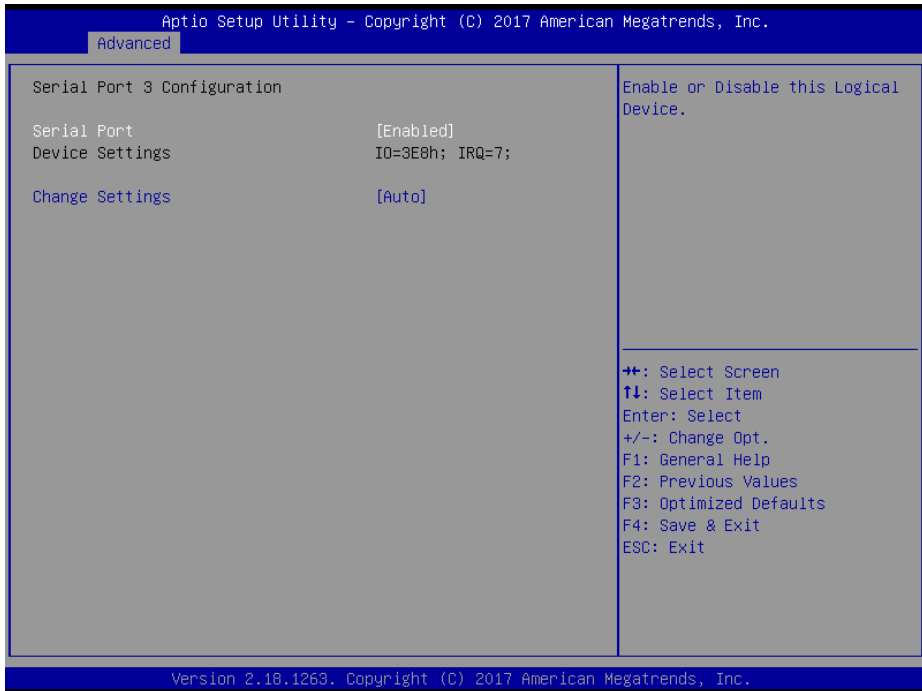 Aptio Setup Utility – Copyright (C) 2017 American Megatrends, Inc.
Advanced
Serial Port 3 Configuration
Serial Port [Enabled]
Device Settings IO=3E8h; IRQ=7;
Change Settings [Auto]
Enable or Disable this Logical
Device.
→←: Select Screen
↑↓: Select Item
Enter: Select
+/-: Change Opt.
F1: General Help
F2: Previous Values
F3: Optimized Defaults
F4: Save & Exit
ESC: Exit
Version 2.18.1263. Copyright (C) 2017 American Megatrends, Inc.